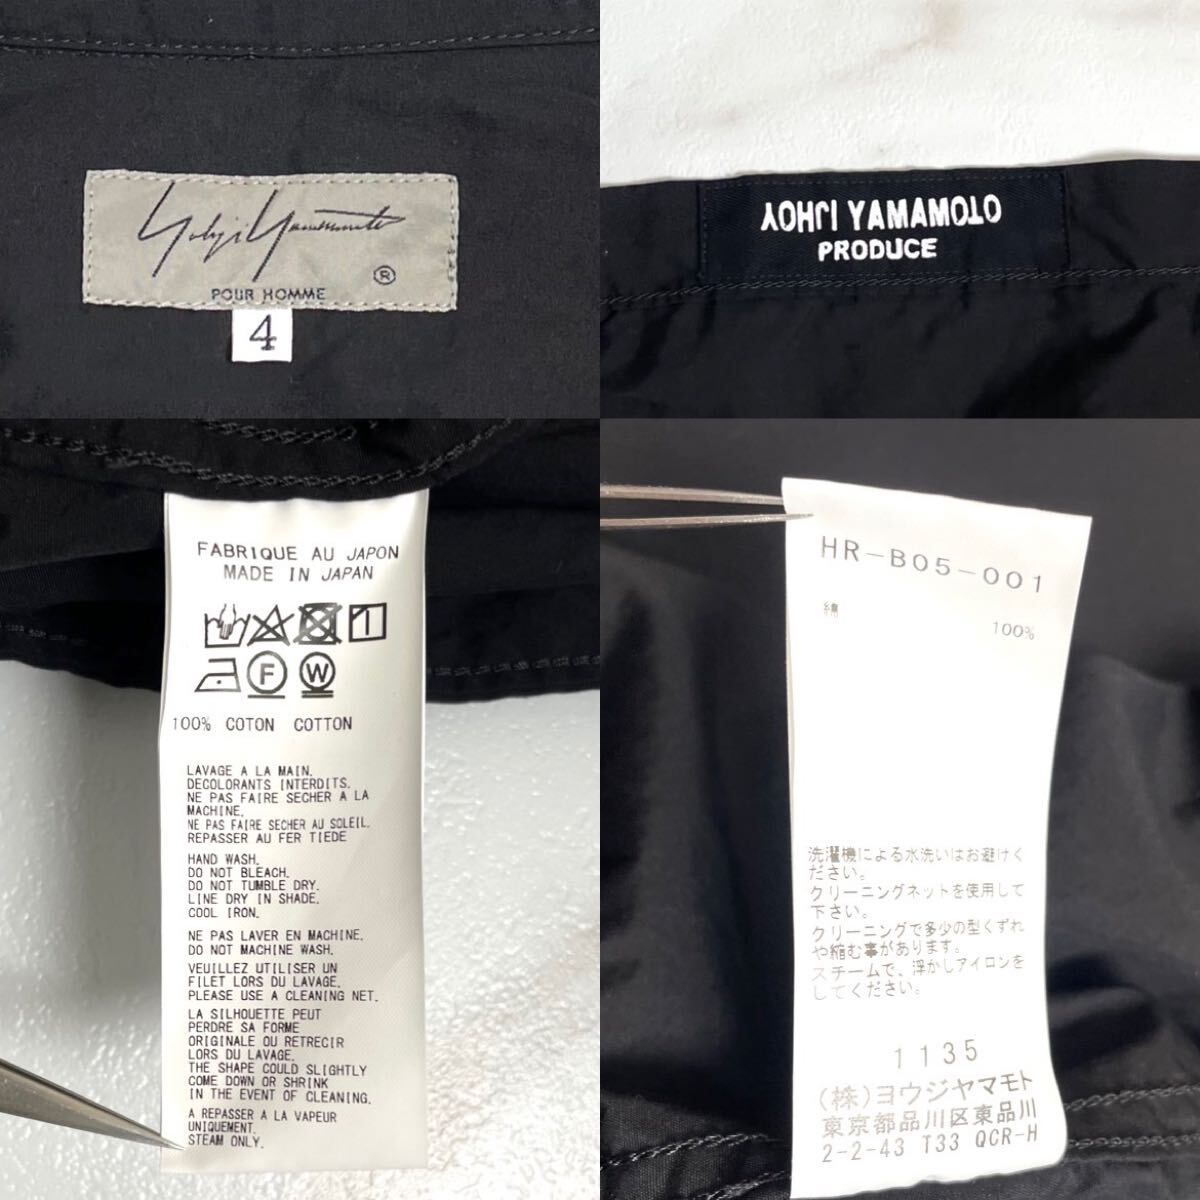 Yohji Yamamoto
®
POUR HOMME
4
YOHJI YAMAMOTO
PRODUCE
FABRIQUE AU JAPON
MADE IN JAPAN
1
F W
100% COTON COTTON
LAVAGE A LA MAIN.
DECOLORANTS INTERDITS.
NE PAS FAIRE SECHER A LA
MACHINE.
NE PAS FAIRE SECHER AU SOLEIL.
REPASSER AU FER TIEDE
HAND WASH.
DO NOT BLEACH.
DO NOT TUMBLE DRY.
LINE DRY IN SHADE.
COOL IRON.
NE PAS LAVER EN MACHINE.
DO NOT MACHINE WASH.
VEUILLEZ UTILISER UN
FILET LORS DU LAVAGE.
PLEASE USE A CLEANING NET.
LA SILHOUETTE PEUT
PERDRE SA FORME
ORIGINALE OU RETRECIR
LORS DU LAVAGE.
THE SHAPE COULD SLIGHTLY
COME DOWN OR SHRINK
IN THE EVENT OF CLEANING.
A REPASSER A LA VAPEUR
UNIQUEMENT.
STEAM ONLY.
HR-B05-001
綿
100%
洗濯機による水洗いはお避けく
ださい。
クリーニングネットを使用して
下さい。
クリーニングで多少の型くずれ
や縮む事があります。
スチームで、浮かしアイロンを
してください。
1135
(株)ヨウジヤマモト
東京都品川区東品川
2-2-43 T33 QCR-H